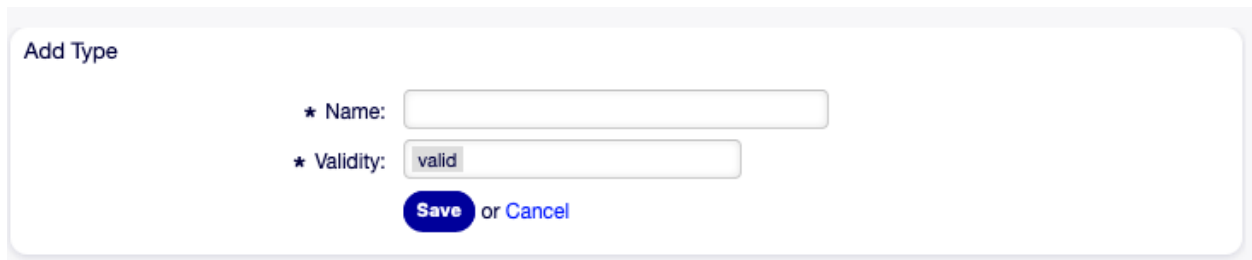 Add Type
★ Name:
★ Validity: valid
Save or Cancel